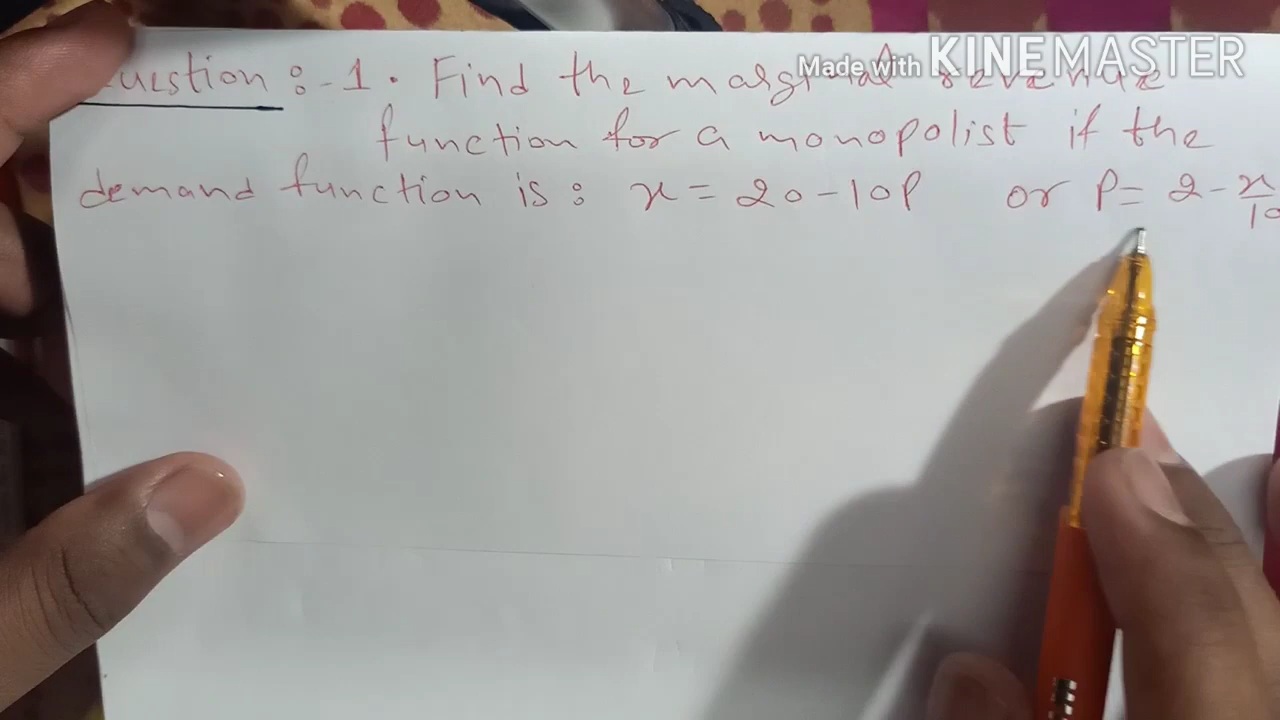 Question :- 1. Find the marginal revenue
Made with KINEMASTER
function for a monopolist if the
demand function is : x = 20 - 10P or P = 2 - x/10